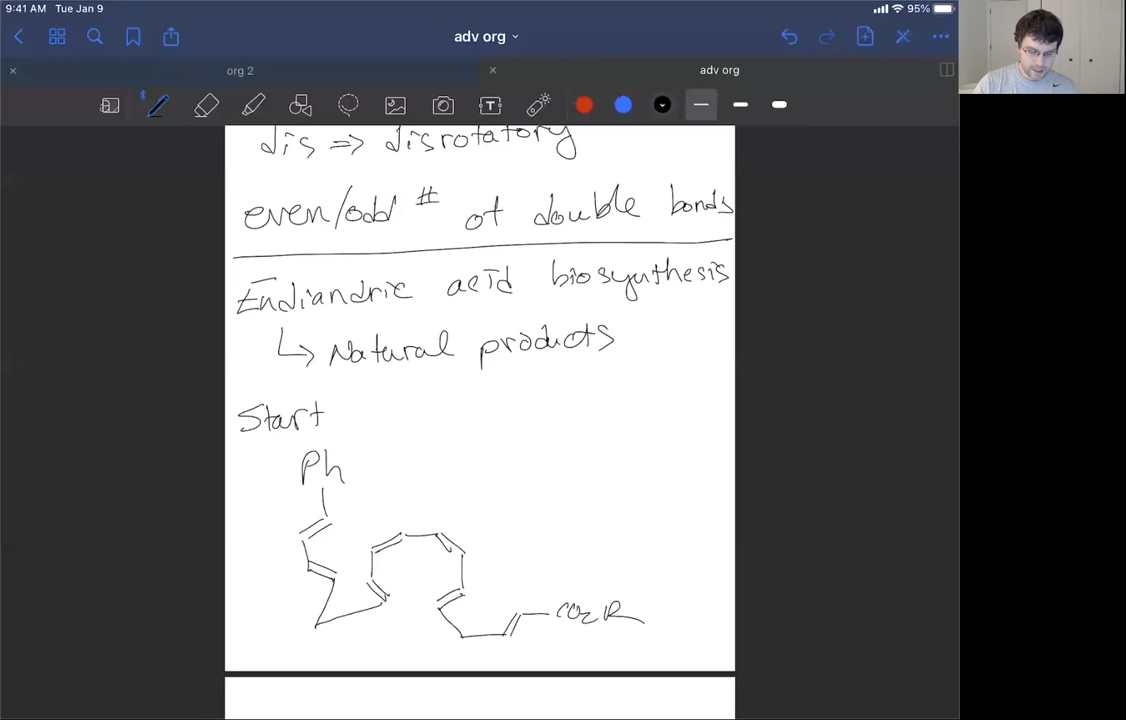 9:41 AM Tue Jan 9
95%
adv org
org 2
adv org
T
dis => disrotatory
even/odd # of double bonds
Endiandric acid biosynthesis
↳ Natural products
Start
Ph
CO2R